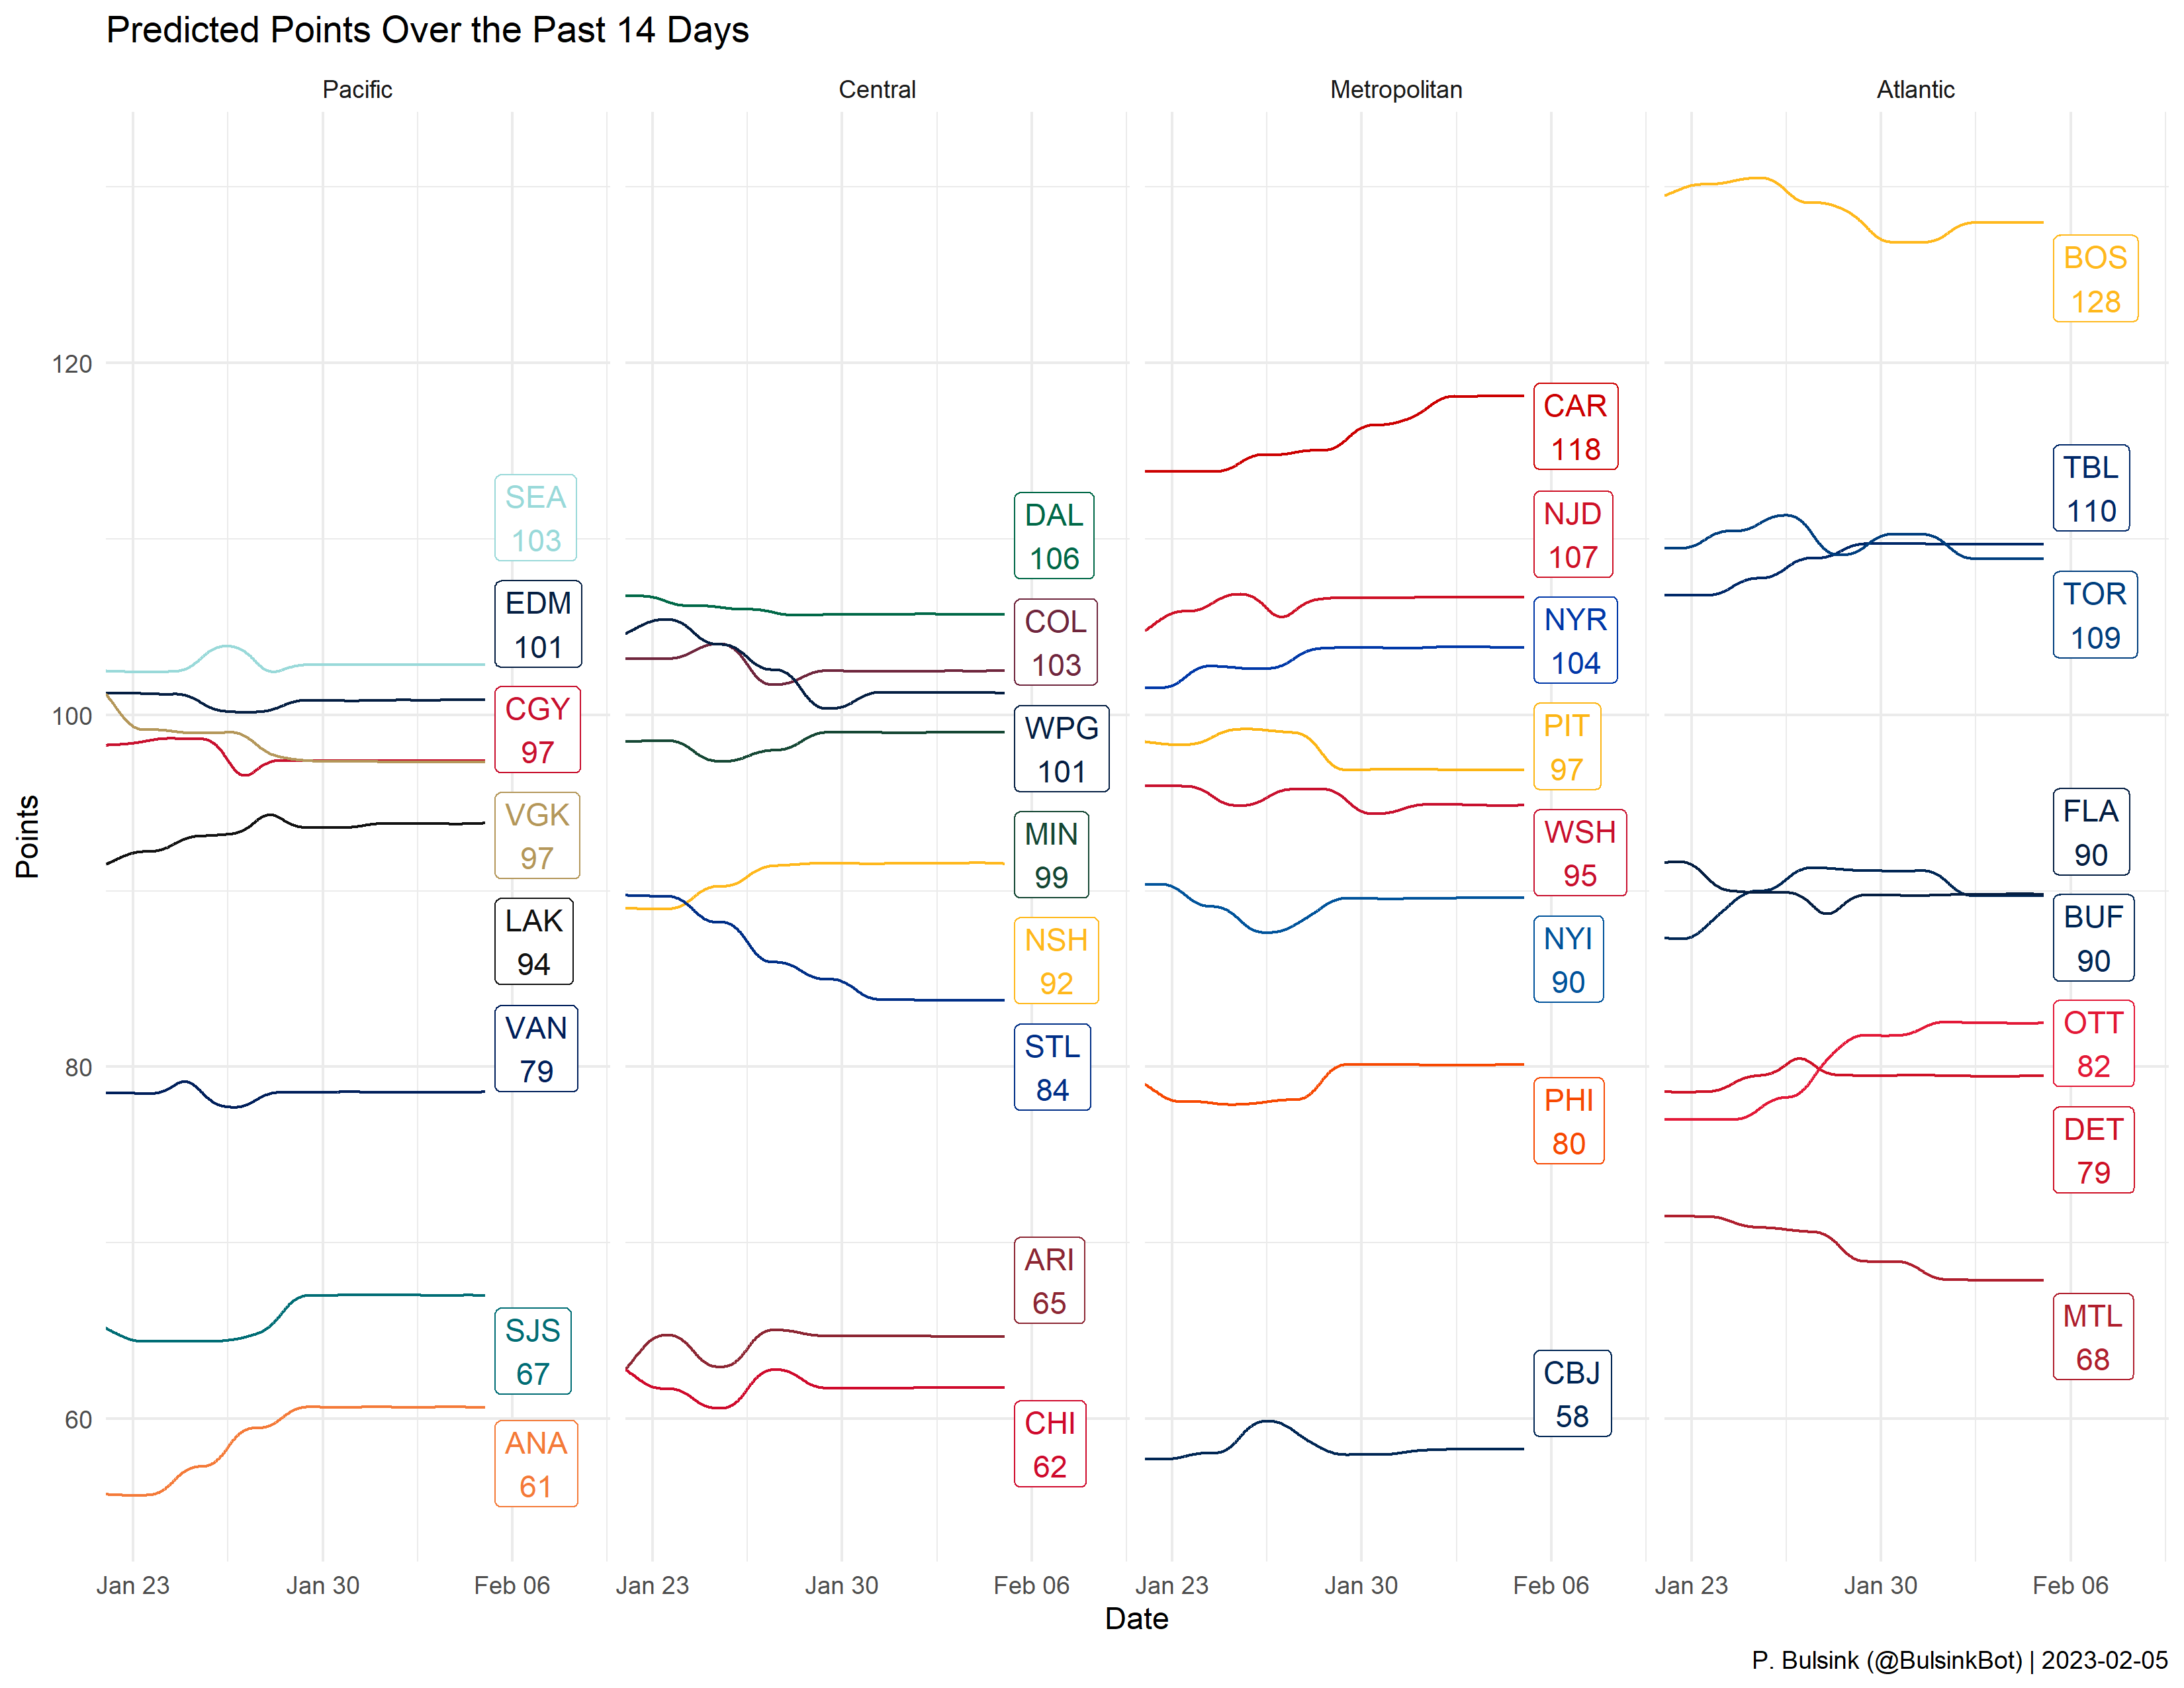 Predicted Points Over the Past 14 Days
Pacific
Central
Metropolitan
Atlantic
Points
120
100
80
60
SEA
103
EDM
101
CGY
97
VGK
97
LAK
94
VAN
79
SJS
67
ANA
61
DAL
106
COL
103
WPG
101
MIN
99
NSH
92
STL
84
ARI
65
CHI
62
CAR
118
NJD
107
NYR
104
PIT
97
WSH
95
NYI
90
PHI
80
CBJ
58
BOS
128
TBL
110
TOR
109
FLA
90
BUF
90
OTT
82
DET
79
MTL
68
Jan 23
Jan 30
Feb 06
Jan 23
Jan 30
Feb 06
Jan 23
Jan 30
Feb 06
Jan 23
Jan 30
Feb 06
Date
P. Bulsink (@BulsinkBot) | 2023-02-05